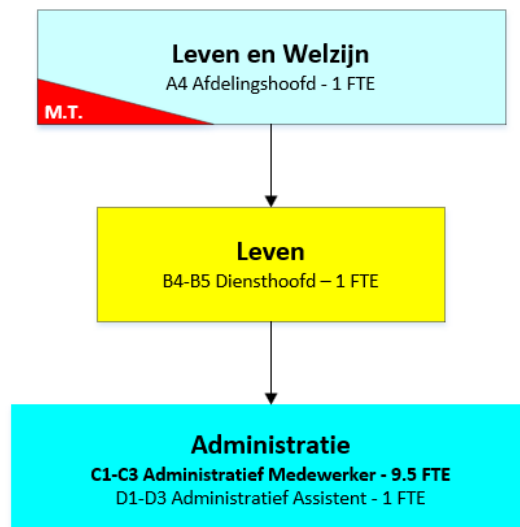 Leven en Welzijn
A4 Afdelingshoofd - 1 FTE
M.T.
Leven
B4-B5 Diensthoofd – 1 FTE
Administratie
C1-C3 Administratief Medewerker - 9.5 FTE
D1-D3 Administratief Assistent - 1 FTE